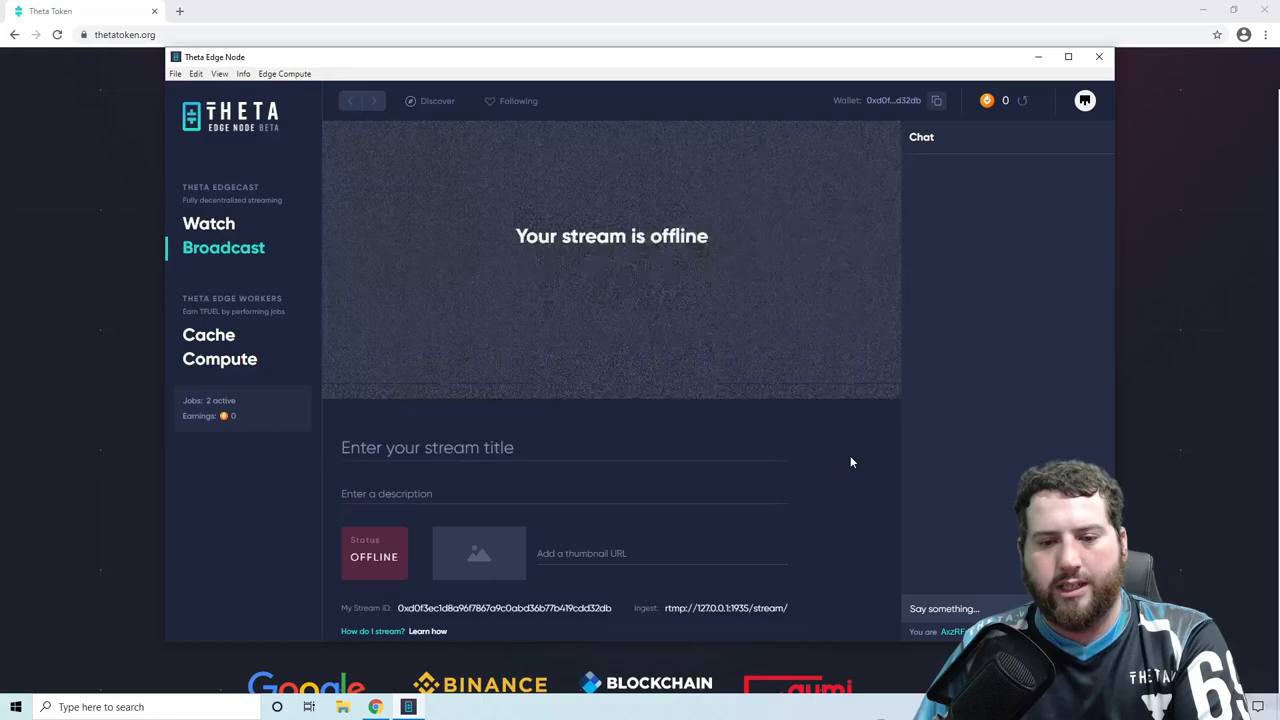 Theta Token
thetatoken.org
Theta Edge Node
File Edit View Info Edge Compute
THETA
EDGE NODE BETA
Discover Following
Wallet: 0xd0f...d32db 0
Chat
THETA EDGECAST
Fully decentralized streaming
Watch
Broadcast
Your stream is offline
THETA EDGE WORKERS
Earn TFUEL by performing jobs
Cache
Compute
Jobs: 2 active
Earnings: 0
Enter your stream title
Enter a description
Status
OFFLINE
Add a thumbnail URL
My Stream ID: 0xd0f3ec1d8a96f7867a9c0abd36b77b419cdd32db Ingest: rtmp://127.0.0.1:1935/stream/
How do I stream? Learn how
Say something...
You are AxzRF
Google BINANCE BLOCKCHAIN gumi
THETA
Type here to search